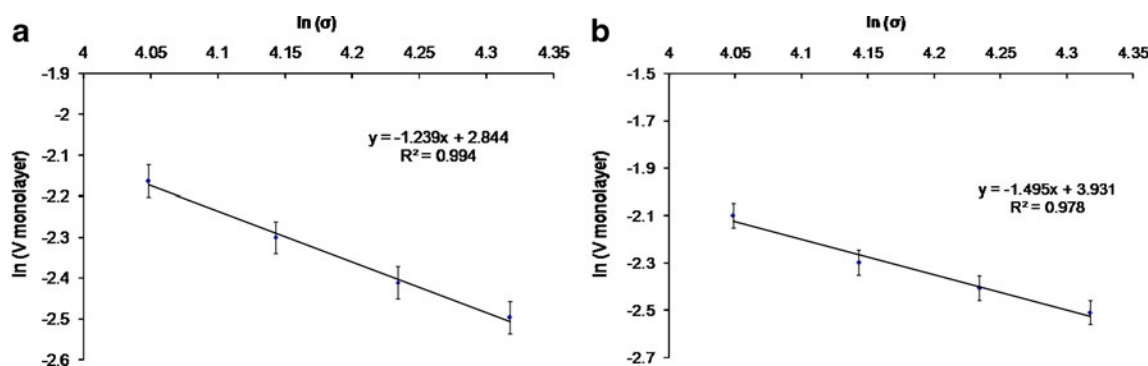 a
ln (σ)
4 4.05 4.1 4.15 4.2 4.25 4.3 4.35
-1.9
-2
-2.1
-2.2
-2.3
-2.4
-2.5
-2.6
ln (V monolayer)
y = -1.239x + 2.844
R² = 0.994
b
ln (σ)
4 4.05 4.1 4.15 4.2 4.25 4.3 4.35
-1.5
-1.7
-1.9
-2.1
-2.3
-2.5
-2.7
ln (V monolayer)
y = -1.495x + 3.931
R² = 0.978